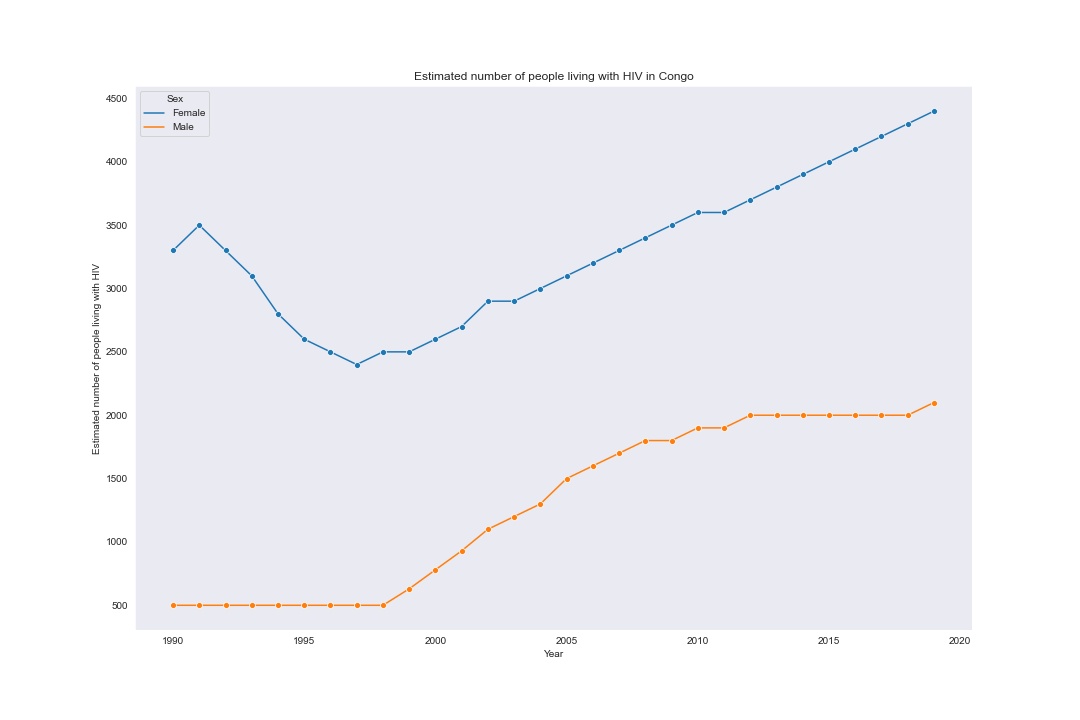 Estimated number of people living with HIV in Congo
Sex
Female
Male
Estimated number of people living with HIV
4500
4000
3500
3000
2500
2000
1500
1000
500
1990 1995 2000 2005 2010 2015 2020
Year